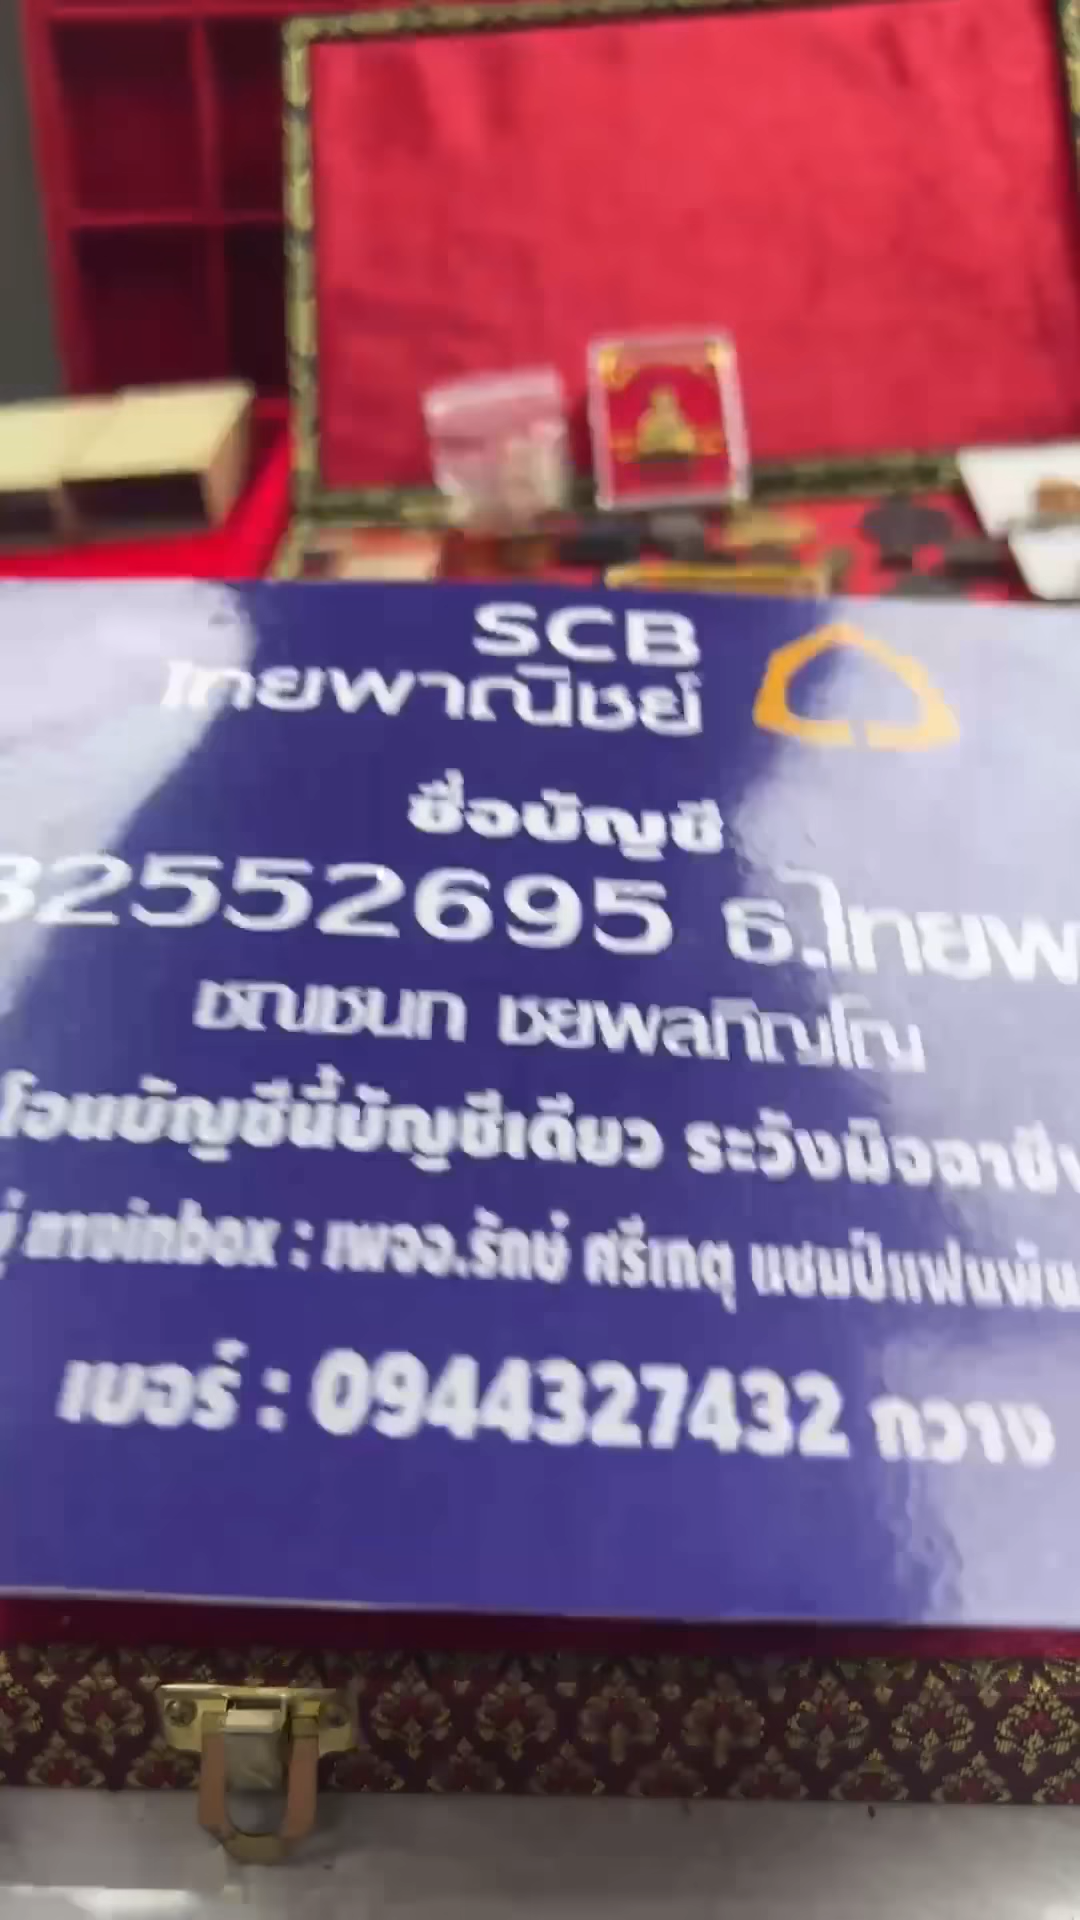 SCB
ไทยพาณิชย์
ชื่อบัญชี
2552695 ธ.ไทยพ
ชญชนก ชยพลภิญโญ
โอนบัญชีนี้บัญชีเดียว ระวังมิจฉาชีพ
ทางinbox : เพจอ.รักษ์ ศรีเกตุ แชมป์แฟนพัน
เบอร์ : 0944327432 กวาง